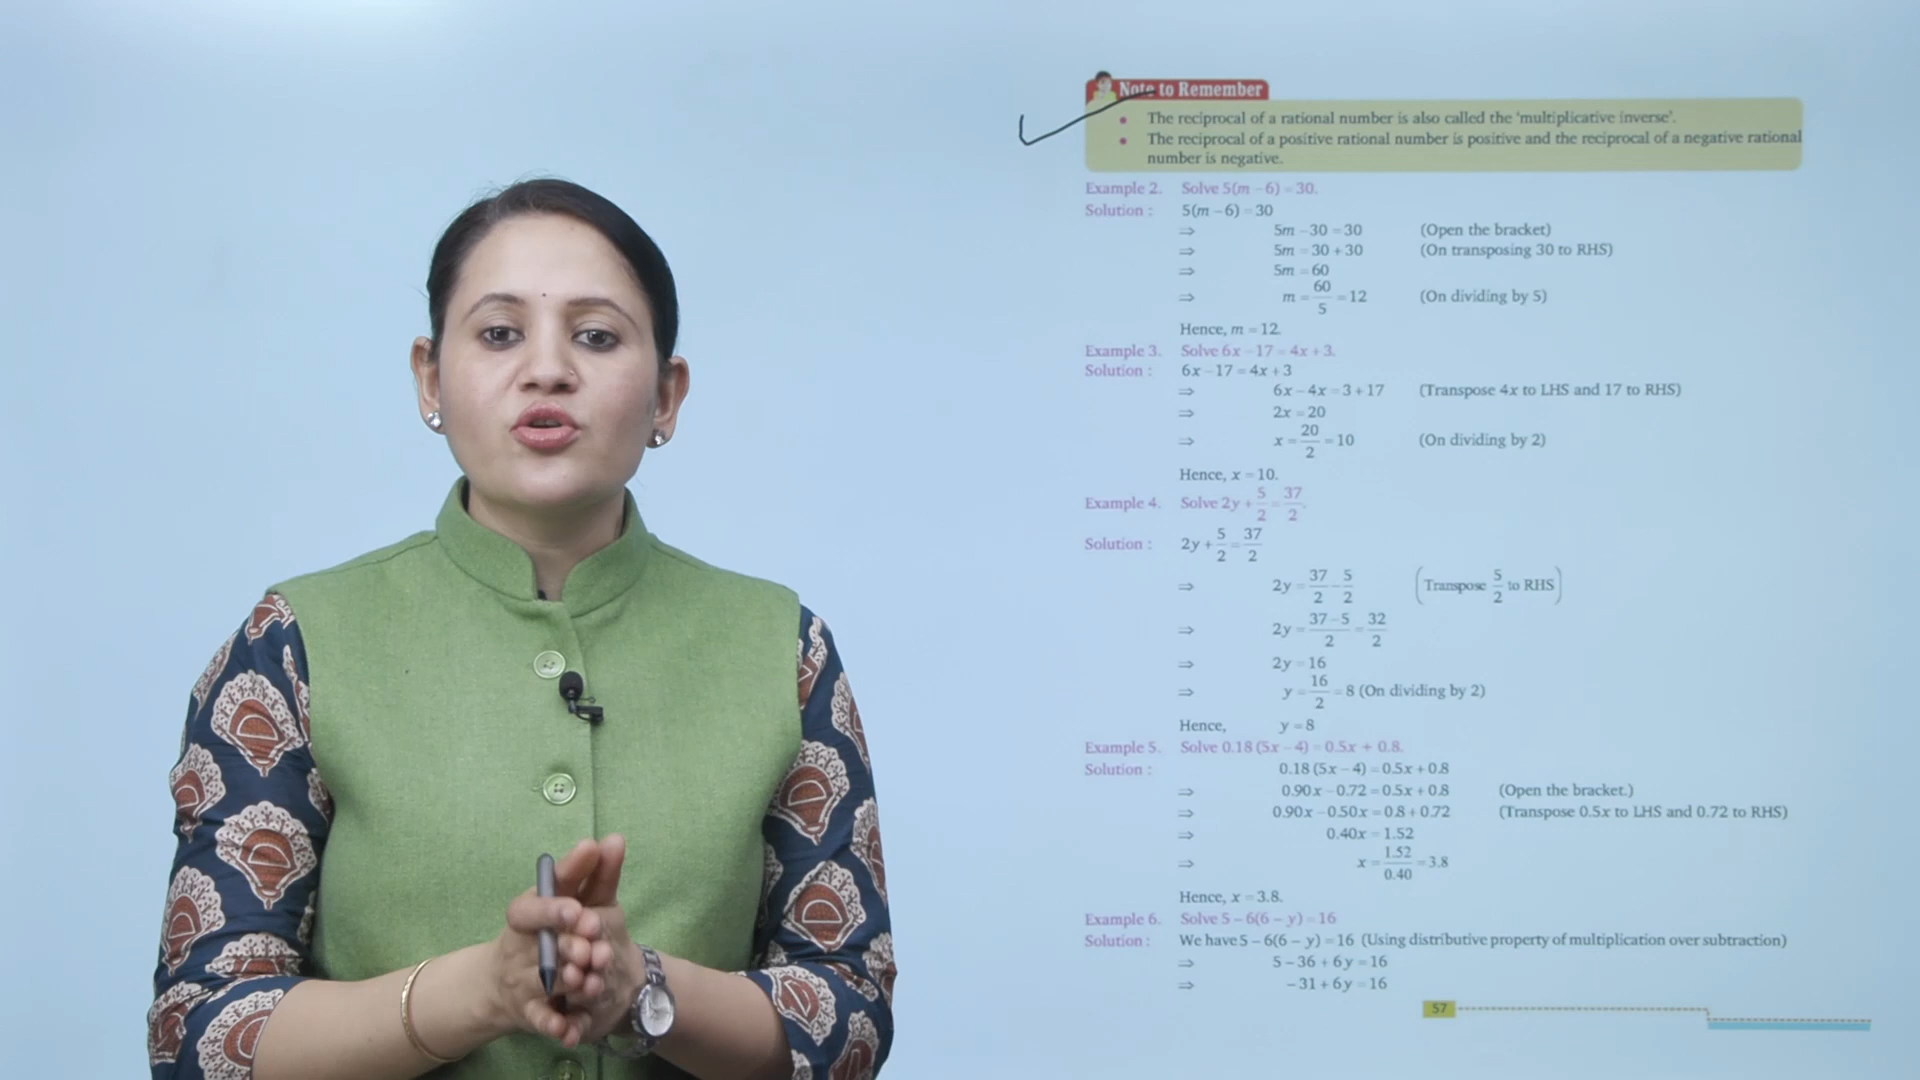 Note to Remember
• The reciprocal of a rational number is also called the 'multiplicative inverse'.
• The reciprocal of a positive rational number is positive and the reciprocal of a negative rational
number is negative.
Example 2. Solve 5(m – 6) = 30.
Solution : 5(m – 6) = 30
⇒ 5m – 30 = 30 (Open the bracket)
⇒ 5m = 30 + 30 (On transposing 30 to RHS)
⇒ 5m = 60
⇒ m = 60/5 = 12 (On dividing by 5)
Hence, m = 12.
Example 3. Solve 6x – 17 = 4x + 3.
Solution : 6x – 17 = 4x + 3
⇒ 6x – 4x = 3 + 17 (Transpose 4x to LHS and 17 to RHS)
⇒ 2x = 20
⇒ x = 20/2 = 10 (On dividing by 2)
Hence, x = 10.
Example 4. Solve 2y + 5/2 = 37/2.
Solution : 2y + 5/2 = 37/2
⇒ 2y = 37/2 – 5/2 (Transpose 5/2 to RHS)
⇒ 2y = 37 – 5/2 = 32/2
⇒ 2y = 16
⇒ y = 16/2 = 8 (On dividing by 2)
Hence, y = 8
Example 5. Solve 0.18 (5x – 4) = 0.5x + 0.8.
Solution : 0.18 (5x – 4) = 0.5x + 0.8
⇒ 0.90x – 0.72 = 0.5x + 0.8 (Open the bracket.)
⇒ 0.90x – 0.50x = 0.8 + 0.72 (Transpose 0.5x to LHS and 0.72 to RHS)
⇒ 0.40x = 1.52
⇒ x = 1.52/0.40 = 3.8
Hence, x = 3.8.
Example 6. Solve 5 – 6(6 – y) = 16
Solution : We have 5 – 6(6 – y) = 16 (Using distributive property of multiplication over subtraction)
⇒ 5 – 36 + 6y = 16
⇒ –31 + 6y = 16
57